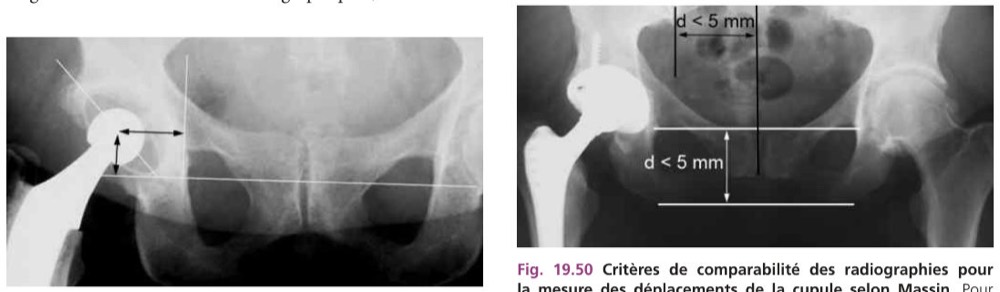 d < 5 mm
d < 5 mm
Fig. 19.50 Critères de comparabilité des radiographies pour
la mesure des déplacements de la cupule selon Massin. Pour